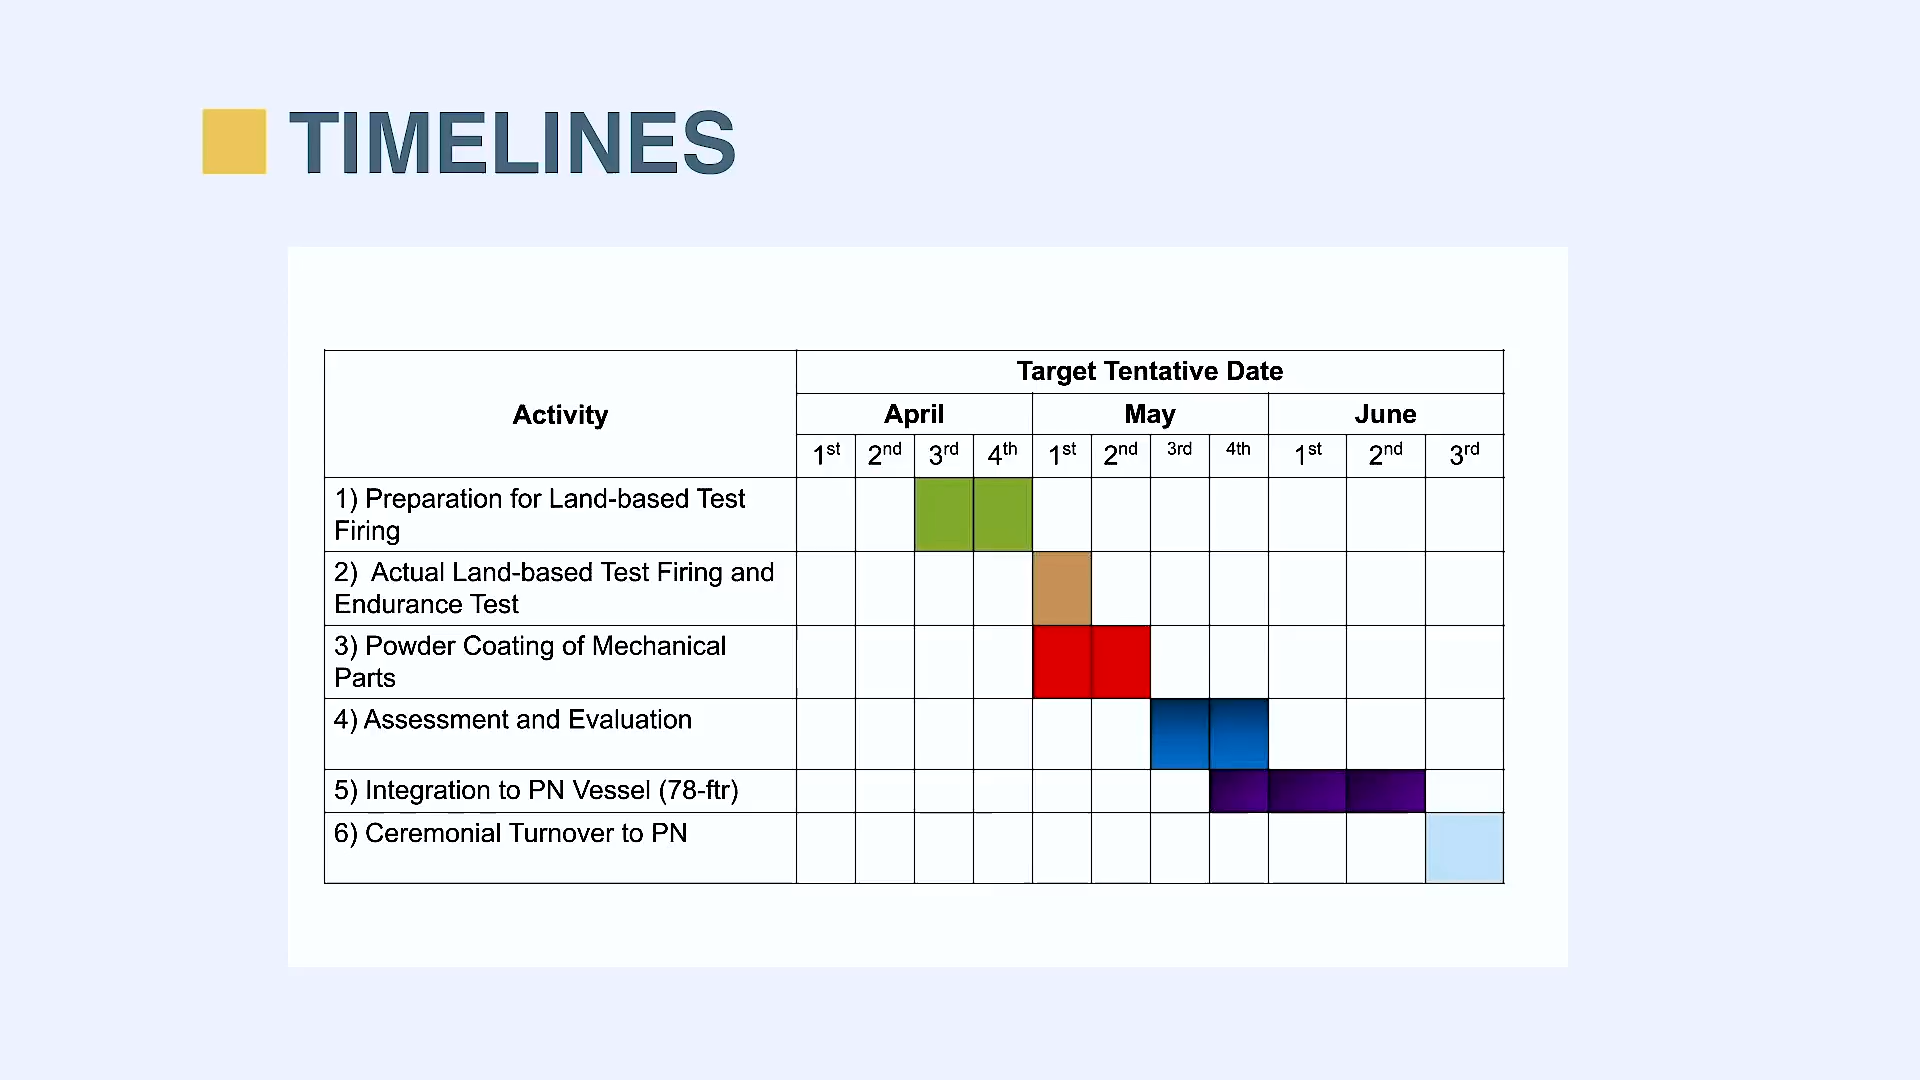 TIMELINES
Activity
Target Tentative Date
April May June
1st 2nd 3rd 4th 1st 2nd 3rd 4th 1st 2nd 3rd
1) Preparation for Land-based Test
Firing
2) Actual Land-based Test Firing and
Endurance Test
3) Powder Coating of Mechanical
Parts
4) Assessment and Evaluation
5) Integration to PN Vessel (78-ftr)
6) Ceremonial Turnover to PN